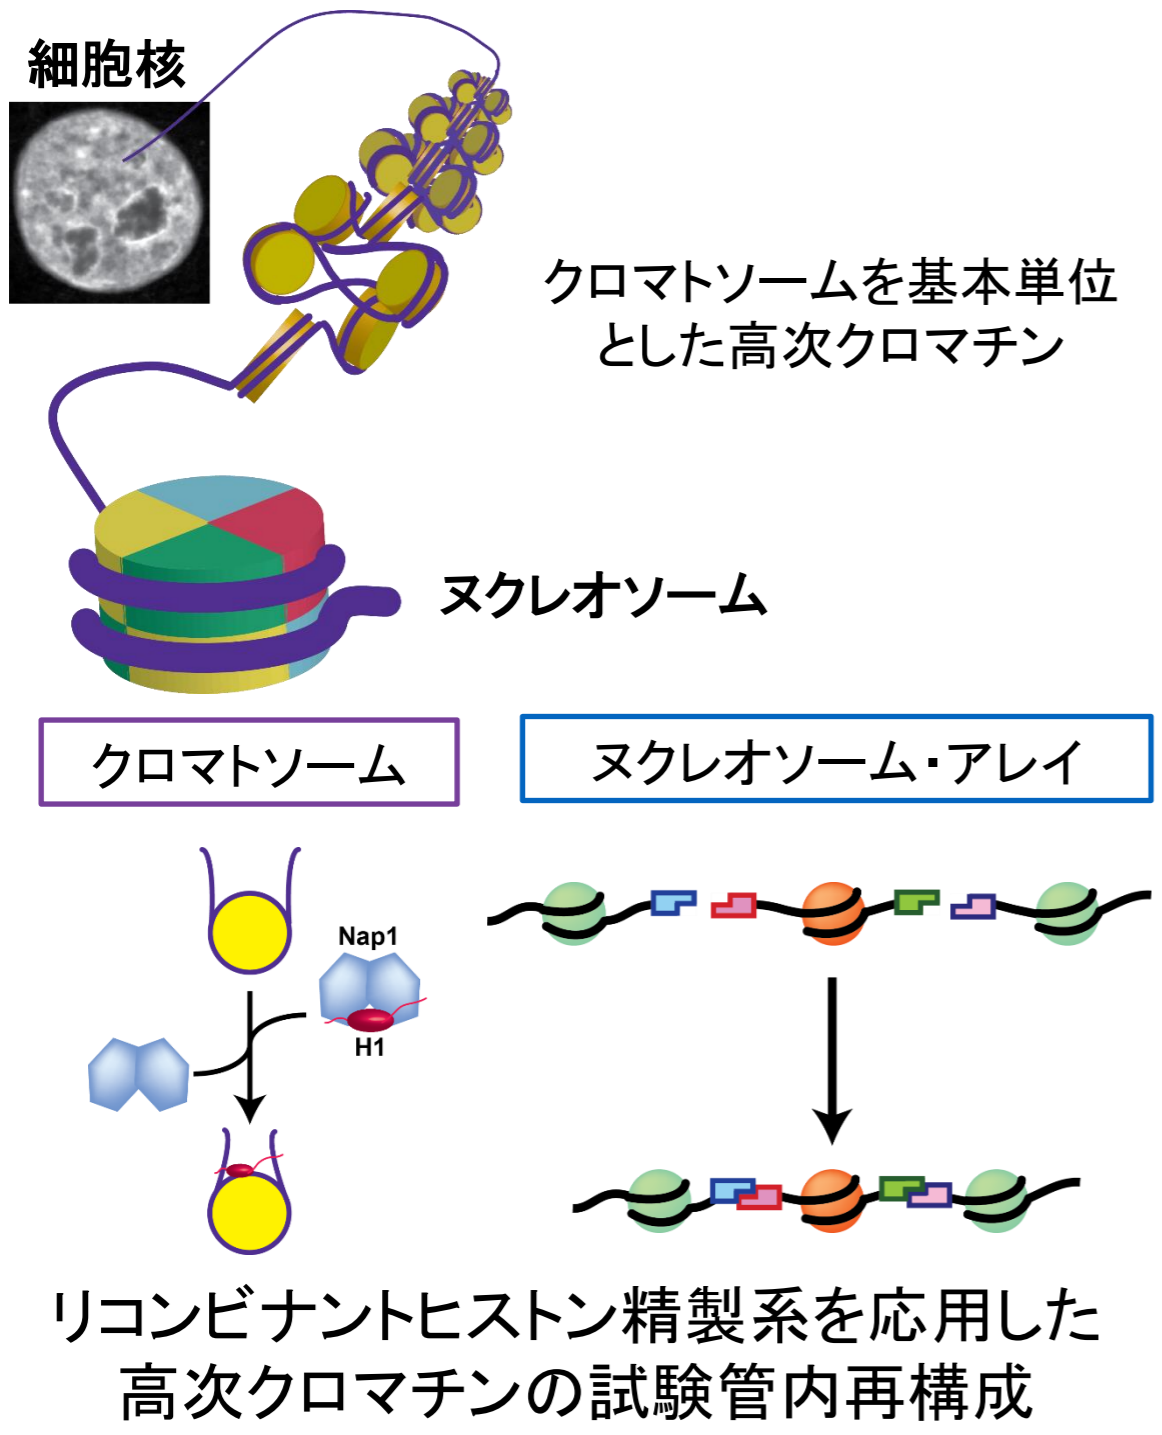 細胞核
クロマトソームを基本単位
とした高次クロマチン
ヌクレオソーム
クロマトソーム
ヌクレオソーム・アレイ
Nap1
H1
リコンビナントヒストン精製系を応用した
高次クロマチンの試験管内再構成